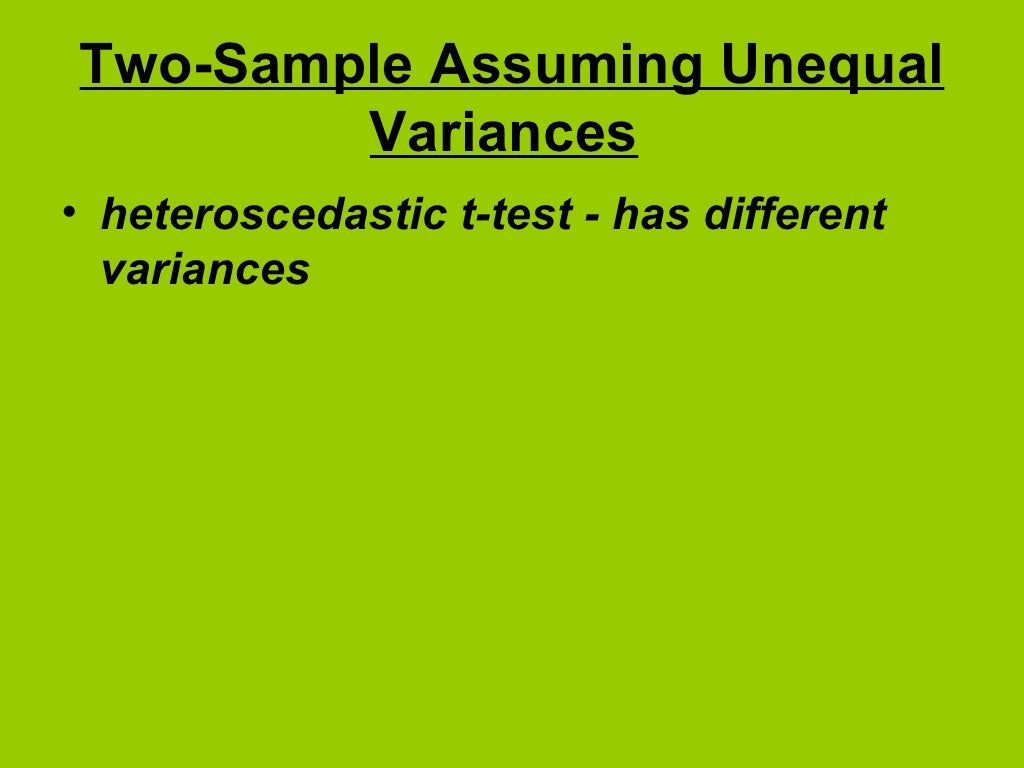 Two-Sample Assuming Unequal
Variances
• heteroscedastic t-test - has different
variances